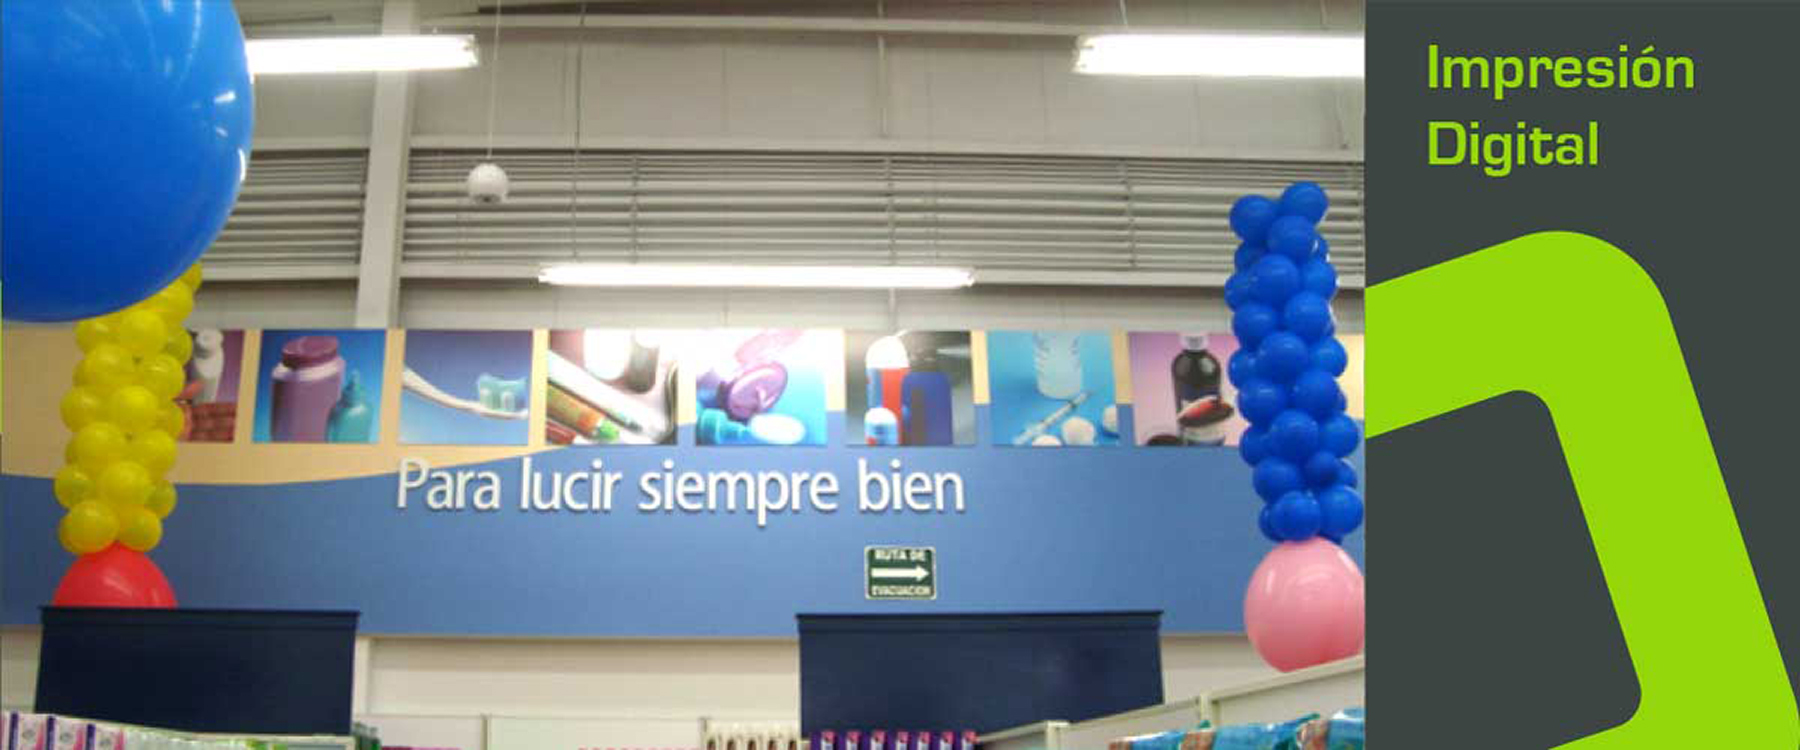 Impresión
Digital
Para lucir siempre bien
RUTA DE
EVACUACION